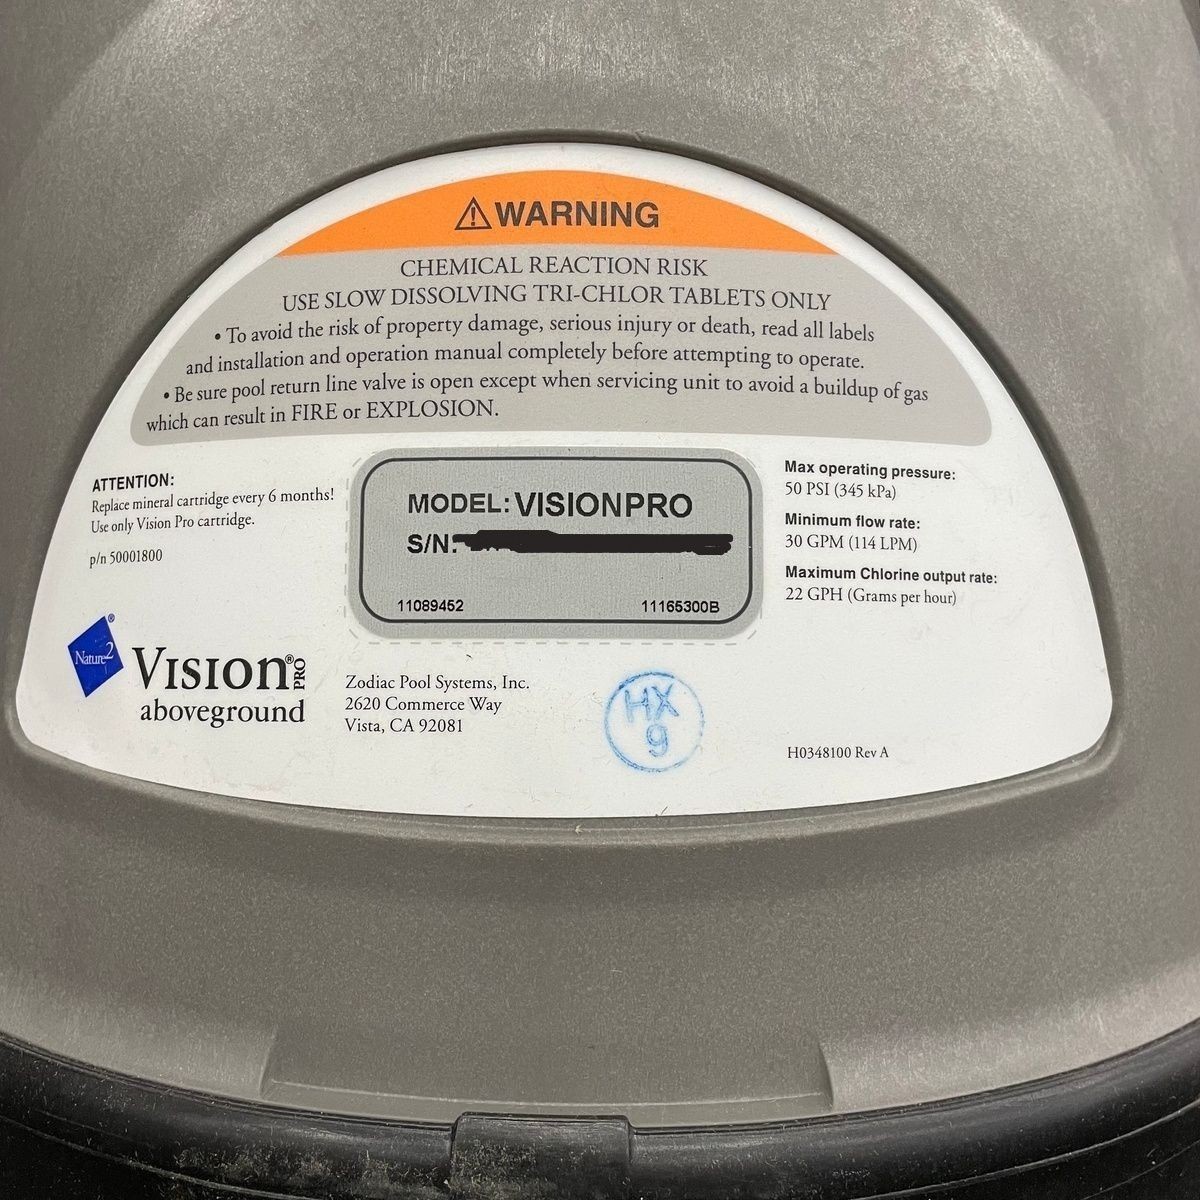 ⚠WARNING
CHEMICAL REACTION RISK
USE SLOW DISSOLVING TRI-CHLOR TABLETS ONLY
• To avoid the risk of property damage, serious injury or death, read all labels
and installation and operation manual completely before attempting to operate.
• Be sure pool return line valve is open except when servicing unit to avoid a buildup of gas
which can result in FIRE or EXPLOSION.
ATTENTION:
Replace mineral cartridge every 6 months!
Use only Vision Pro cartridge.
p/n 50001800
MODEL: VISIONPRO
S/N:
11089452 11165300B
Max operating pressure:
50 PSI (345 kPa)
Minimum flow rate:
30 GPM (114 LPM)
Maximum Chlorine output rate:
22 GPH (Grams per hour)
Nature2®
VISION® PRO
aboveground
Zodiac Pool Systems, Inc.
2620 Commerce Way
Vista, CA 92081
HX
9
H0348100 Rev A